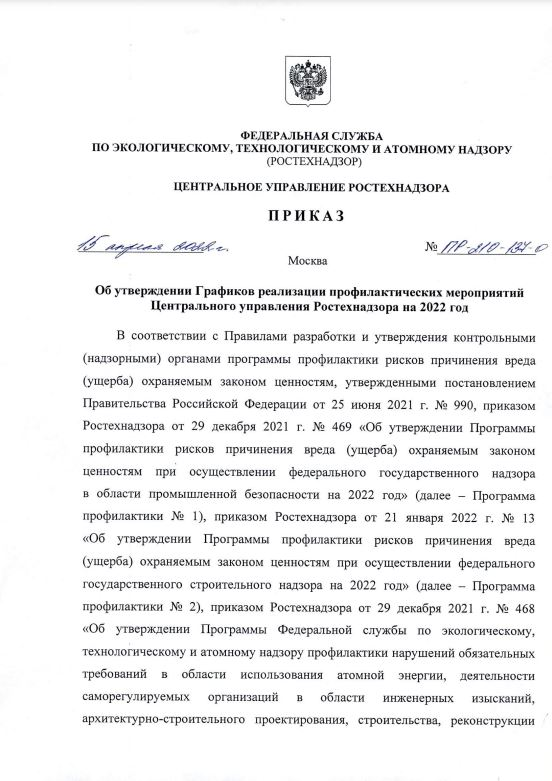 ФЕДЕРАЛЬНАЯ СЛУЖБА
ПО ЭКОЛОГИЧЕСКОМУ, ТЕХНОЛОГИЧЕСКОМУ И АТОМНОМУ НАДЗОРУ
(РОСТЕХНАДЗОР)
ЦЕНТРАЛЬНОЕ УПРАВЛЕНИЕ РОСТЕХНАДЗОРА
ПРИКАЗ
15 апреля 2022 г. № ПР-210-137-о
Москва
Об утверждении Графиков реализации профилактических мероприятий
Центрального управления Ростехнадзора на 2022 год
В соответствии с Правилами разработки и утверждения контрольными
(надзорными) органами программы профилактики рисков причинения вреда
(ущерба) охраняемым законом ценностям, утвержденными постановлением
Правительства Российской Федерации от 25 июня 2021 г. № 990, приказом
Ростехнадзора от 29 декабря 2021 г. № 469 «Об утверждении Программы
профилактики рисков причинения вреда (ущерба) охраняемым законом
ценностям при осуществлении федерального государственного надзора
в области промышленной безопасности на 2022 год» (далее – Программа
профилактики № 1), приказом Ростехнадзора от 21 января 2022 г. № 13
«Об утверждении Программы профилактики рисков причинения вреда
(ущерба) охраняемым законом ценностям при осуществлении федерального
государственного строительного надзора на 2022 год» (далее – Программа
профилактики № 2), приказом Ростехнадзора от 29 декабря 2021 г. № 468
«Об утверждении Программы Федеральной службы по экологическому,
технологическому и атомному надзору профилактики нарушений обязательных
требований в области использования атомной энергии, деятельности
саморегулируемых организаций в области инженерных изысканий,
архитектурно-строительного проектирования, строительства, реконструкции